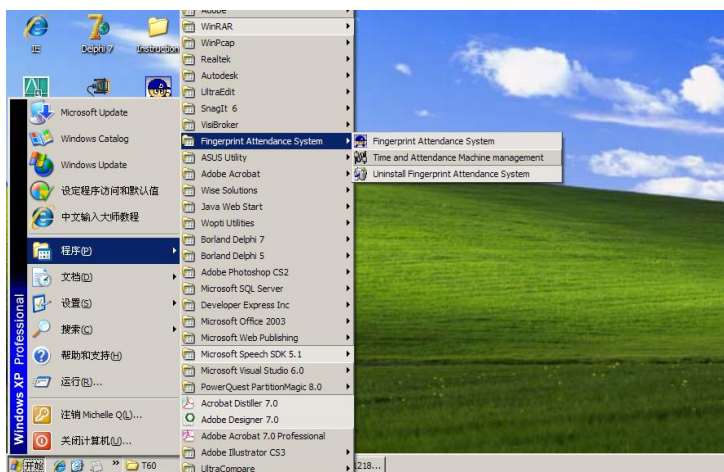 IE
Delphi 7
Instruction
Microsoft Update
Windows Catalog
Windows Update
设定程序访问和默认值
中文输入大师教程
程序(P)
文档(D)
设置(S)
搜索(C)
帮助和支持(H)
运行(R)...
注销 Michelle Q(L)...
关闭计算机(U)...
Windows XP Professional
Adobe
WinRAR
WinPcap
Realtek
Autodesk
UltraEdit
SnagIt 6
VisiBroker
Fingerprint Attendance System
ASUS Utility
Adobe Acrobat
Wise Solutions
Java Web Start
Wopti Utilities
Borland Delphi 7
Borland Delphi 5
Adobe Photoshop CS2
Microsoft SQL Server
Developer Express Inc
Microsoft Office 2003
Microsoft Web Publishing
Microsoft Speech SDK 5.1
Microsoft Visual Studio 6.0
PowerQuest PartitionMagic 8.0
Acrobat Distiller 7.0
Adobe Designer 7.0
Adobe Acrobat 7.0 Professional
Adobe Illustrator CS3
UltraCompare
Fingerprint Attendance System
Time and Attendance Machine management
Uninstall Fingerprint Attendance System
开始
T60
1218...